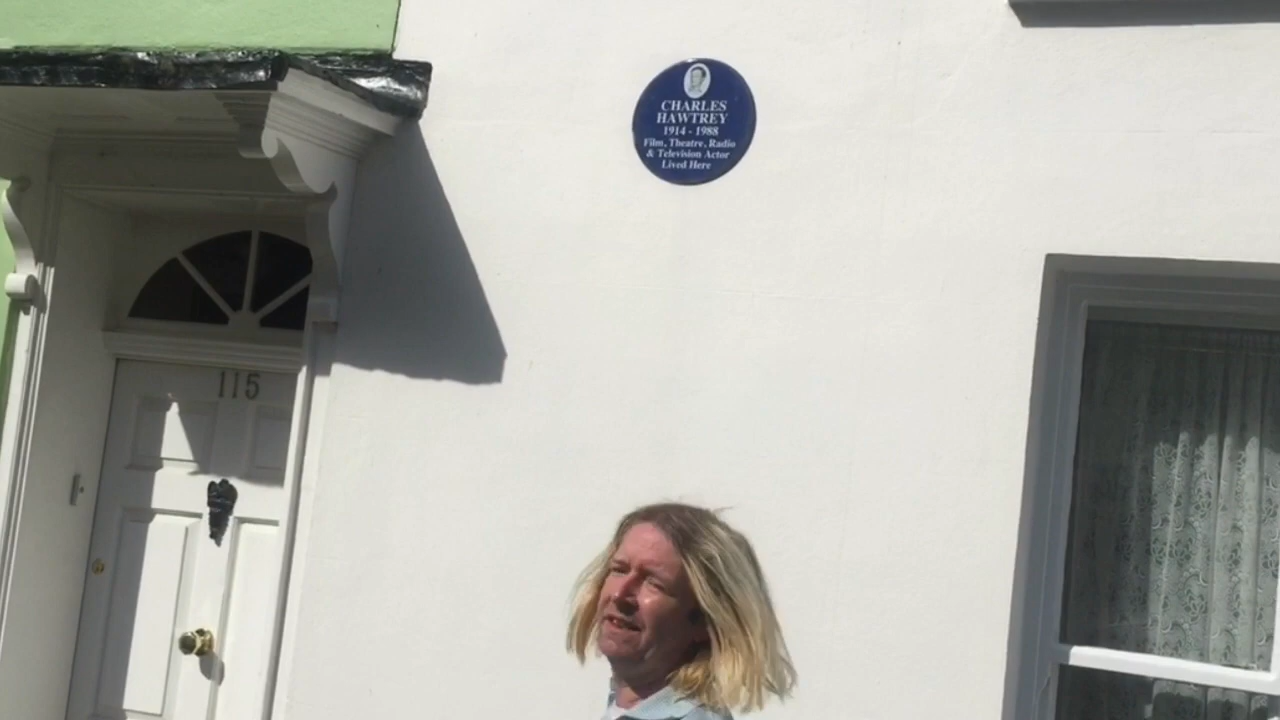 CHARLES
HAWTREY
1914 - 1988
Film, Theatre, Radio
& Television Actor
Lived Here
115